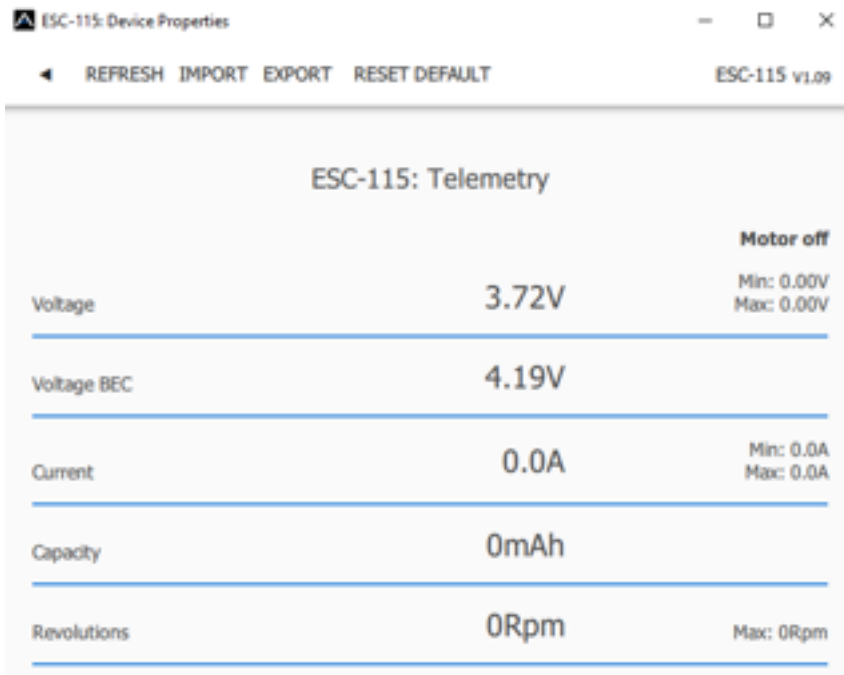 ESC-115: Device Properties
REFRESH IMPORT EXPORT RESET DEFAULT ESC-115 V1.09
ESC-115: Telemetry
Motor off
Voltage 3.72V Min: 0.00V
Max: 0.00V
Voltage BEC 4.19V
Current 0.0A Min: 0.0A
Max: 0.0A
Capacity 0mAh
Revolutions 0Rpm Max: 0Rpm